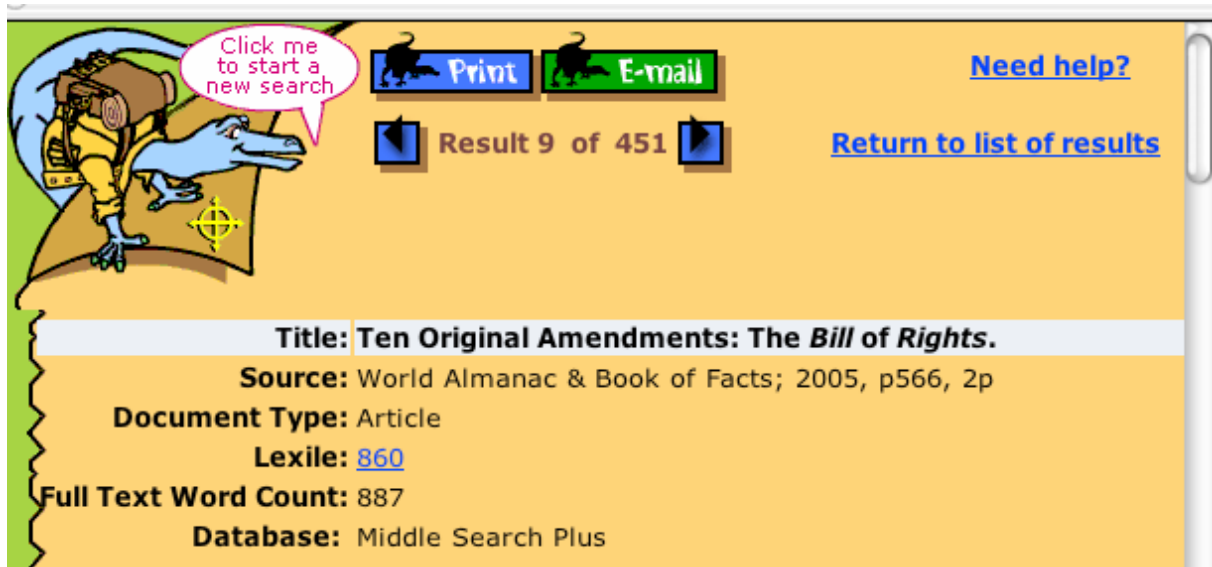 Click me
to start a
new search
Print
E-mail
Need help?
Result 9 of 451
Return to list of results
Title: Ten Original Amendments: The Bill of Rights.
Source: World Almanac & Book of Facts; 2005, p566, 2p
Document Type: Article
Lexile: 860
Full Text Word Count: 887
Database: Middle Search Plus